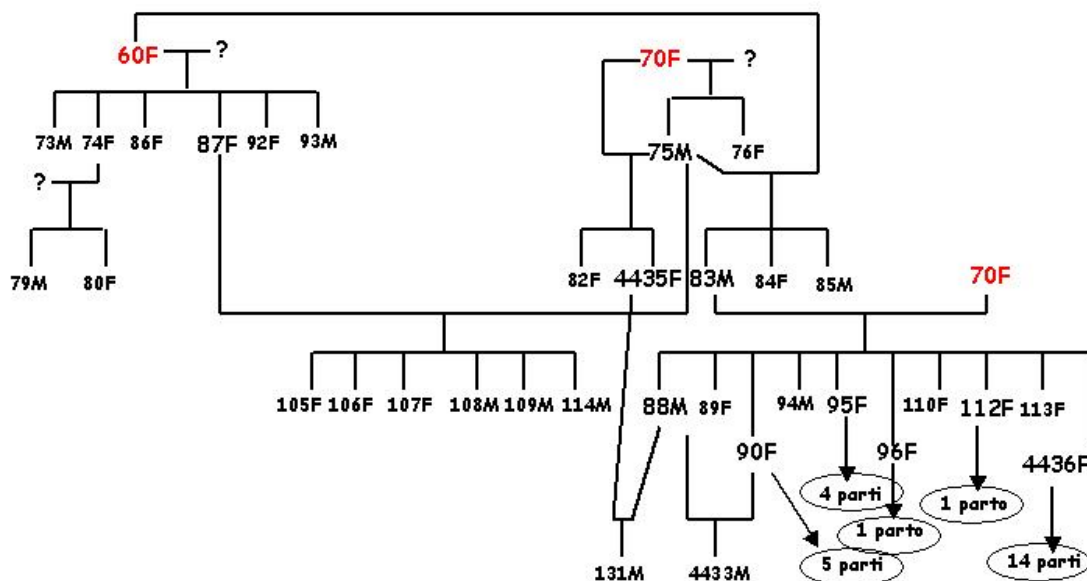 60F ? 70F ?
73M 74F 86F 87F 92F 93M 75M 76F
?
79M 80F 82F 4435F 83M 84F 85M 70F
105F 106F 107F 108M 109M 114M 88M 89F 94M 95F 110F 112F 113F
90F 96F 4436F
4 parti 1 parto
1 parto
131M 4433M 5 parti 14 parti